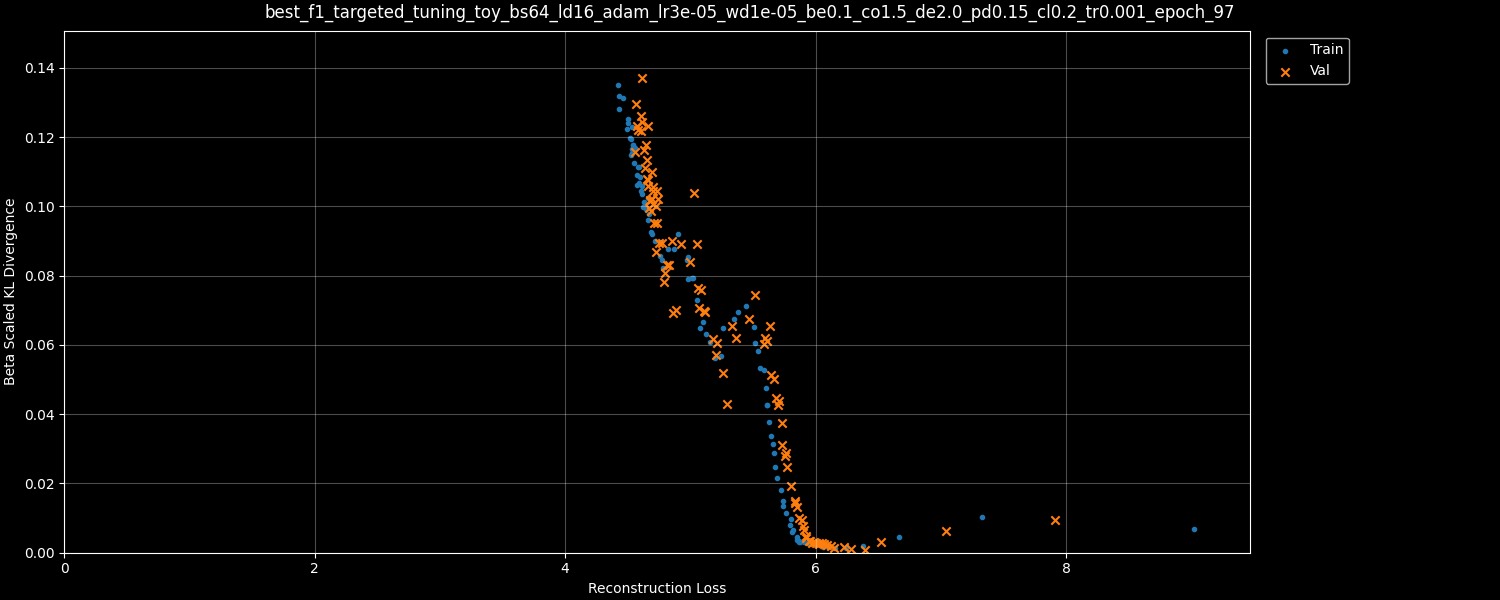 best_f1_targeted_tuning_toy_bs64_ld16_adam_lr3e-05_wd1e-05_be0.1_co1.5_de2.0_pd0.15_cl0.2_tr0.001_epoch_97
Train
Val
Beta Scaled KL Divergence
0.14
0.12
0.10
0.08
0.06
0.04
0.02
0.00
0
2
4
6
8
Reconstruction Loss